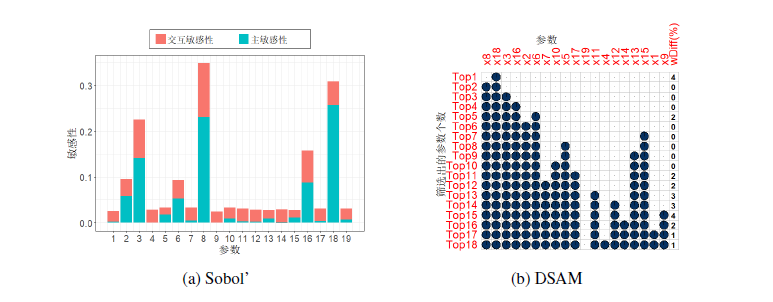 交互敏感性 主敏感性
敏感性
0.3
0.2
0.1
0.0
1 2 3 4 5 6 7 8 9 10 11 12 13 14 15 16 17 18 19
参数
(a) Sobol’
参数
x8 x18 x3 x16 x2 x6 x7 x10 x5 x17 x19 x11 x4 x12 x14 x13 x15 x1 x9 wDiff(%)
筛选出的参数个数
Top1 4
Top2 0
Top3 0
Top4 0
Top5 2
Top6 0
Top7 0
Top8 0
Top9 0
Top10 2
Top11 2
Top12 2
Top13 3
Top14 3
Top15 4
Top16 2
Top17 1
Top18 1
(b) DSAM